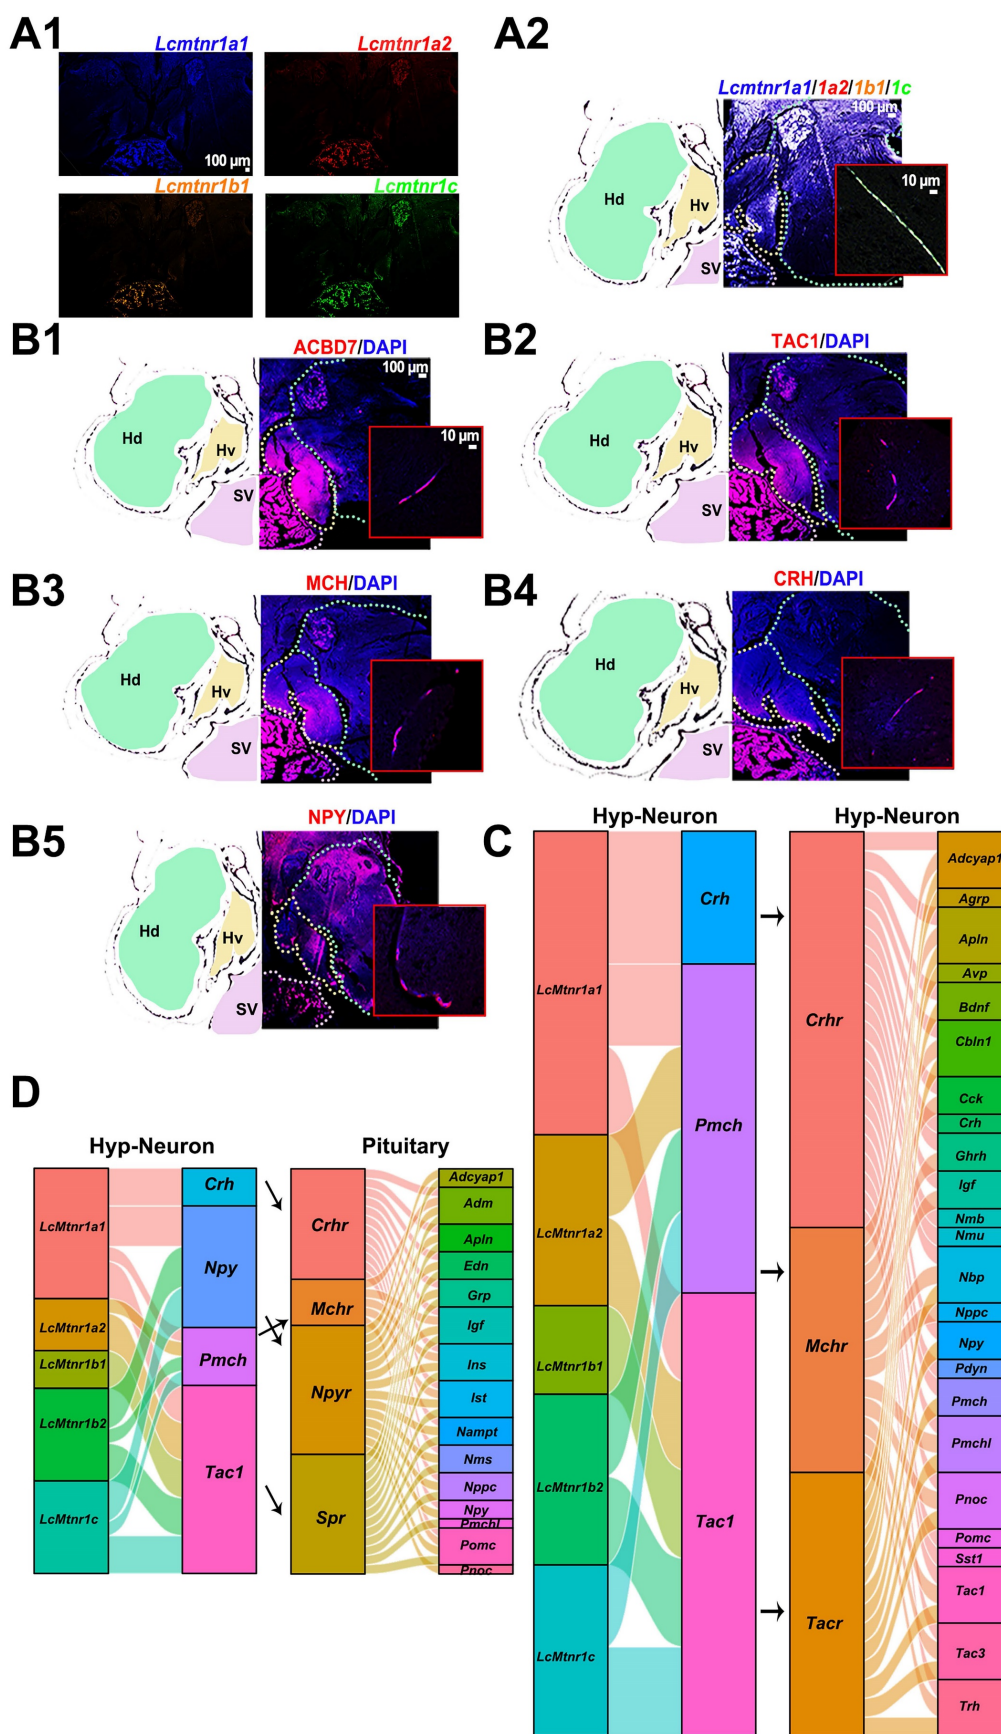 A1
Lcmtnr1a1
Lcmtnr1a2
100 µm
Lcmtnr1b1
Lcmtnr1c
A2
Lcmtnr1a1/1a2/1b1/1c
100 µm
10 µm
Hd
Hv
SV
B1
ACBD7/DAPI
100 µm
10 µm
Hd
Hv
SV
B2
TAC1/DAPI
Hd
Hv
SV
B3
MCH/DAPI
Hd
Hv
SV
B4
CRH/DAPI
Hd
Hv
SV
B5
NPY/DAPI
Hd
Hv
SV
C
Hyp-Neuron
Hyp-Neuron
LcMtnr1a1
LcMtnr1a2
LcMtnr1b1
LcMtnr1b2
LcMtnr1c
Crh
Pmch
Tac1
Crhr
Mchr
Tacr
Adcyap1
Agrp
Apln
Avp
Bdnf
Cbln1
Cck
Crh
Ghrh
Igf
Nmb
Nmu
Nbp
Nppc
Npy
Pdyn
Pmch
Pmchl
Pnoc
Pomc
Sst1
Tac1
Tac3
Trh
D
Hyp-Neuron
Pituitary
LcMtnr1a1
LcMtnr1a2
LcMtnr1b1
LcMtnr1b2
LcMtnr1c
Crh
Npy
Pmch
Tac1
Crhr
Mchr
Npyr
Spr
Adcyap1
Adm
Apln
Edn
Grp
Igf
Ins
Ist
Nampt
Nms
Nppc
Npy
Pmchl
Pomc
Pnoc